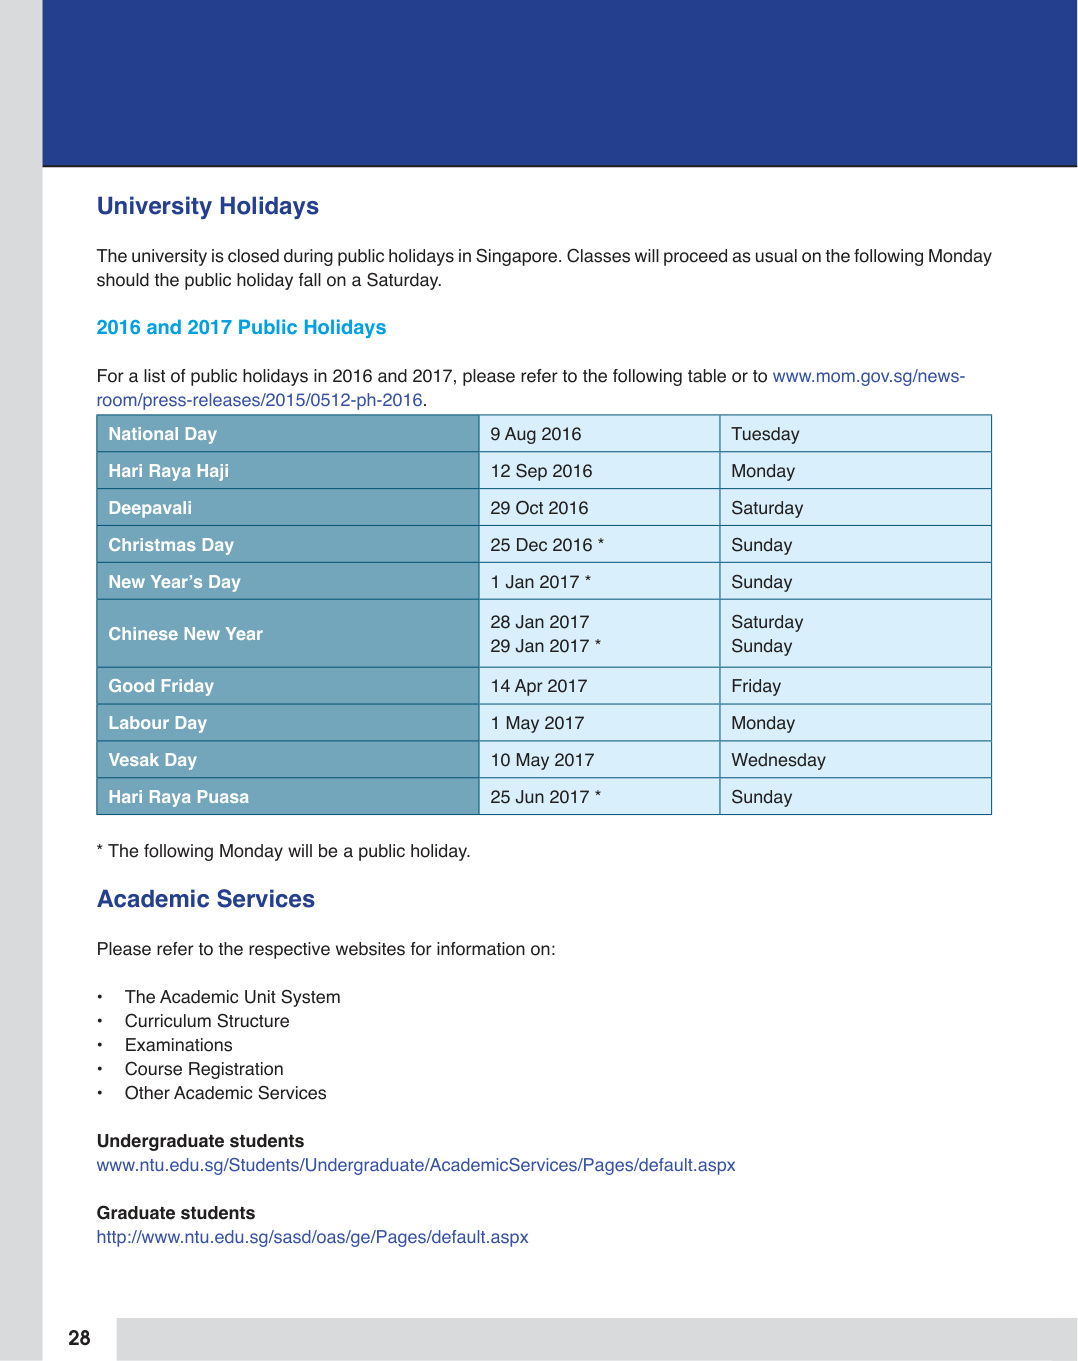 University Holidays
The university is closed during public holidays in Singapore. Classes will proceed as usual on the following Monday
should the public holiday fall on a Saturday.
2016 and 2017 Public Holidays
For a list of public holidays in 2016 and 2017, please refer to the following table or to www.mom.gov.sg/news-
room/press-releases/2015/0512-ph-2016.
National Day 9 Aug 2016 Tuesday
Hari Raya Haji 12 Sep 2016 Monday
Deepavali 29 Oct 2016 Saturday
Christmas Day 25 Dec 2016 * Sunday
New Year’s Day 1 Jan 2017 * Sunday
Chinese New Year
28 Jan 2017 Saturday
29 Jan 2017 * Sunday
Good Friday 14 Apr 2017 Friday
Labour Day 1 May 2017 Monday
Vesak Day 10 May 2017 Wednesday
Hari Raya Puasa 25 Jun 2017 * Sunday
* The following Monday will be a public holiday.
Academic Services
Please refer to the respective websites for information on:
• The Academic Unit System
• Curriculum Structure
• Examinations
• Course Registration
• Other Academic Services
Undergraduate students
www.ntu.edu.sg/Students/Undergraduate/AcademicServices/Pages/default.aspx
Graduate students
http://www.ntu.edu.sg/sasd/oas/ge/Pages/default.aspx
28